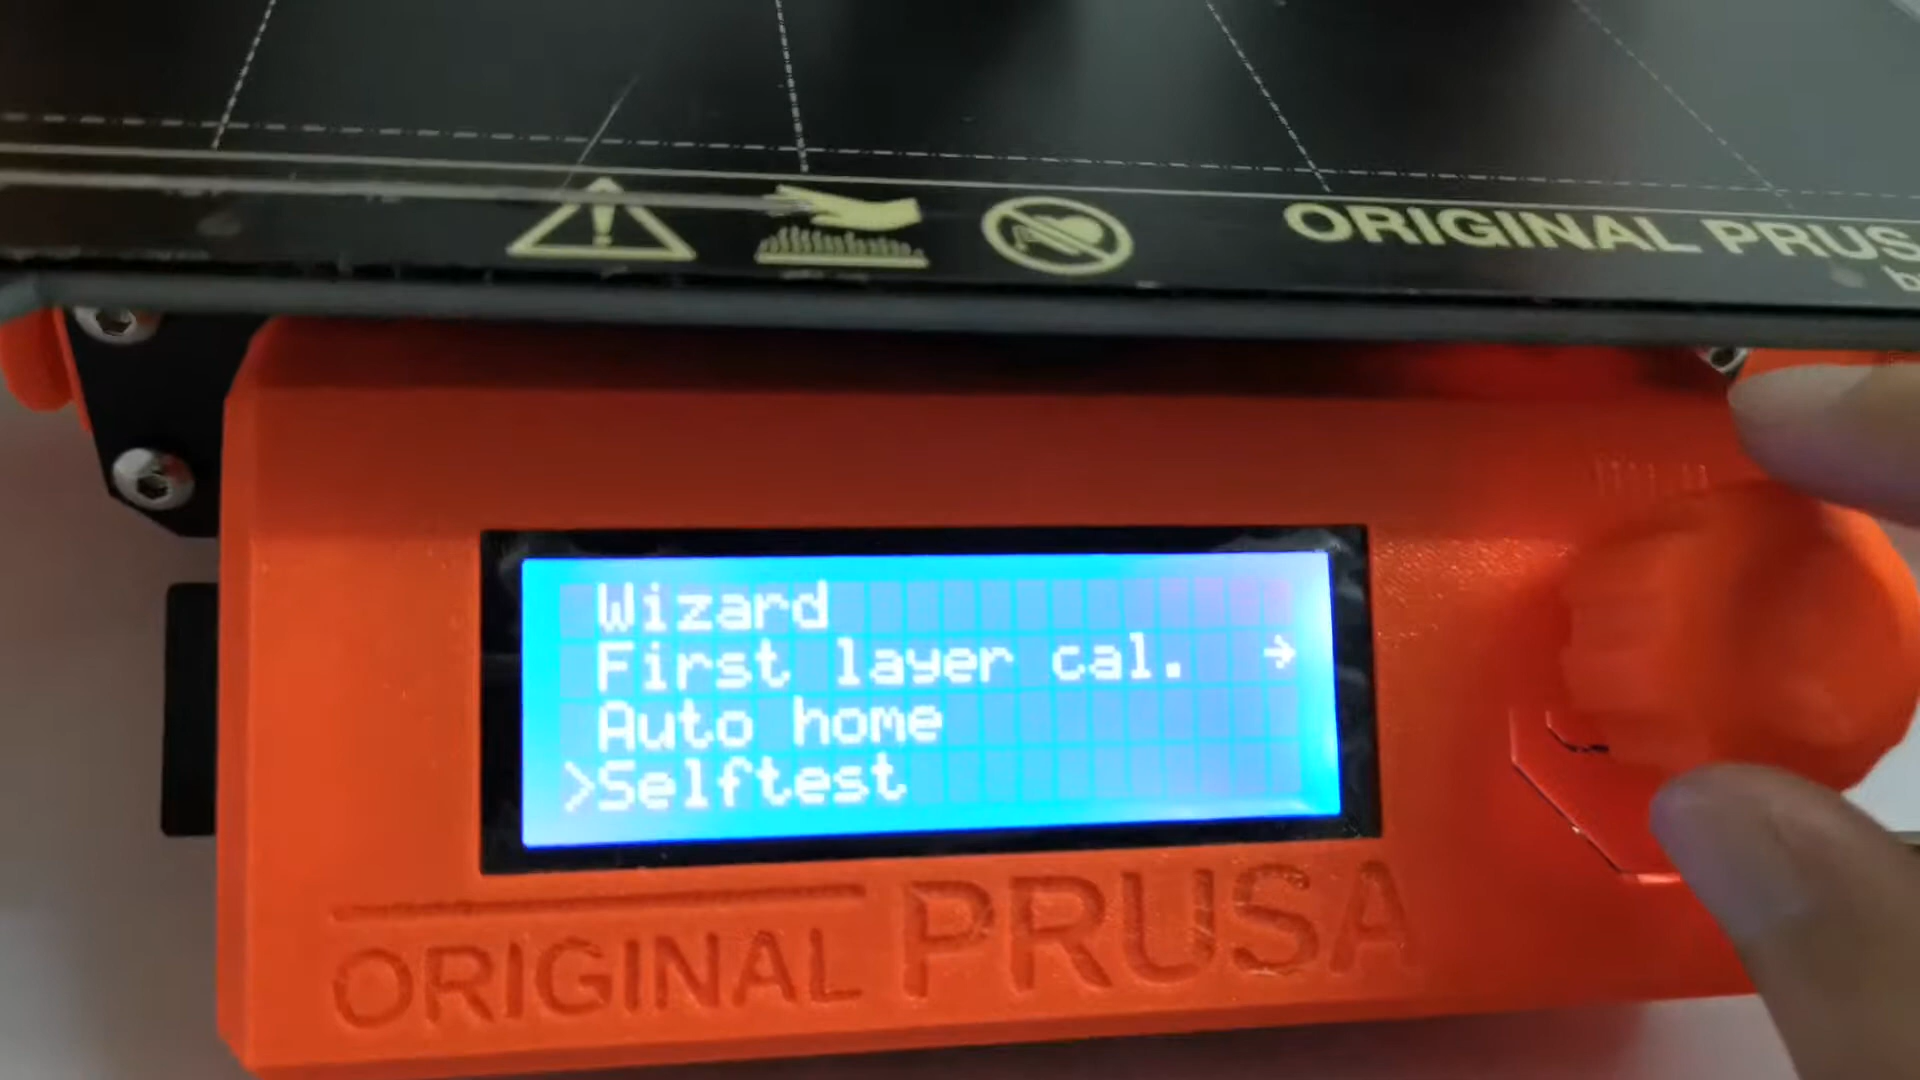 ORIGINAL PRUS
Wizard
First layer cal. →
Auto home
>Selftest
ORIGINAL PRUSA